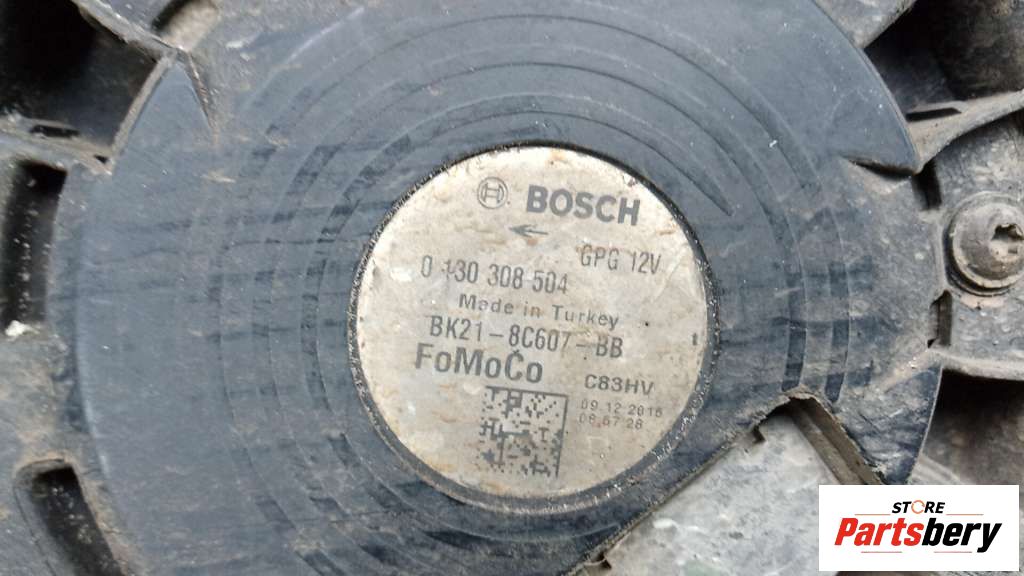 BOSCH
GPG 12V
0 130 308 504
Made in Turkey
BK21-8C607-BB
FoMoCo
C83HV
09.12.2016
06:57:28
STORE
Partsbery